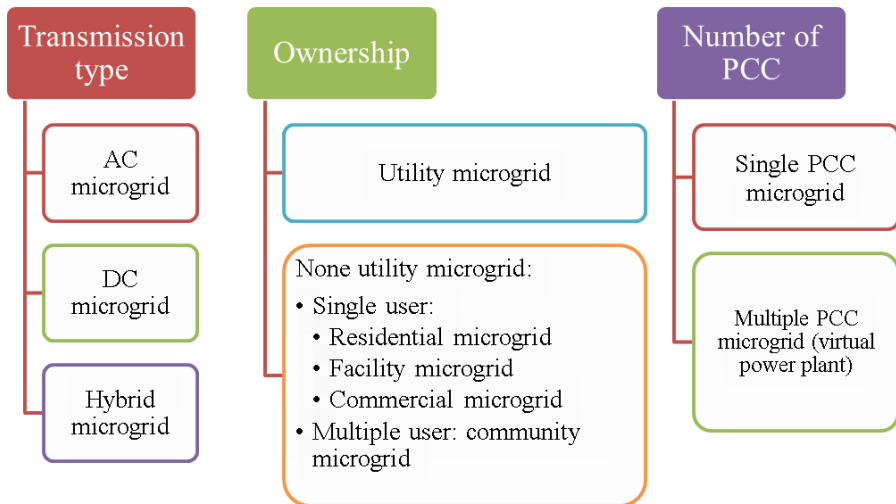 Transmission
type
AC
microgrid
DC
microgrid
Hybrid
microgrid
Ownership
Utility microgrid
None utility microgrid:
• Single user:
• Residential microgrid
• Facility microgrid
• Commercial microgrid
• Multiple user: community
microgrid
Number of
PCC
Single PCC
microgrid
Multiple PCC
microgrid (virtual
power plant)